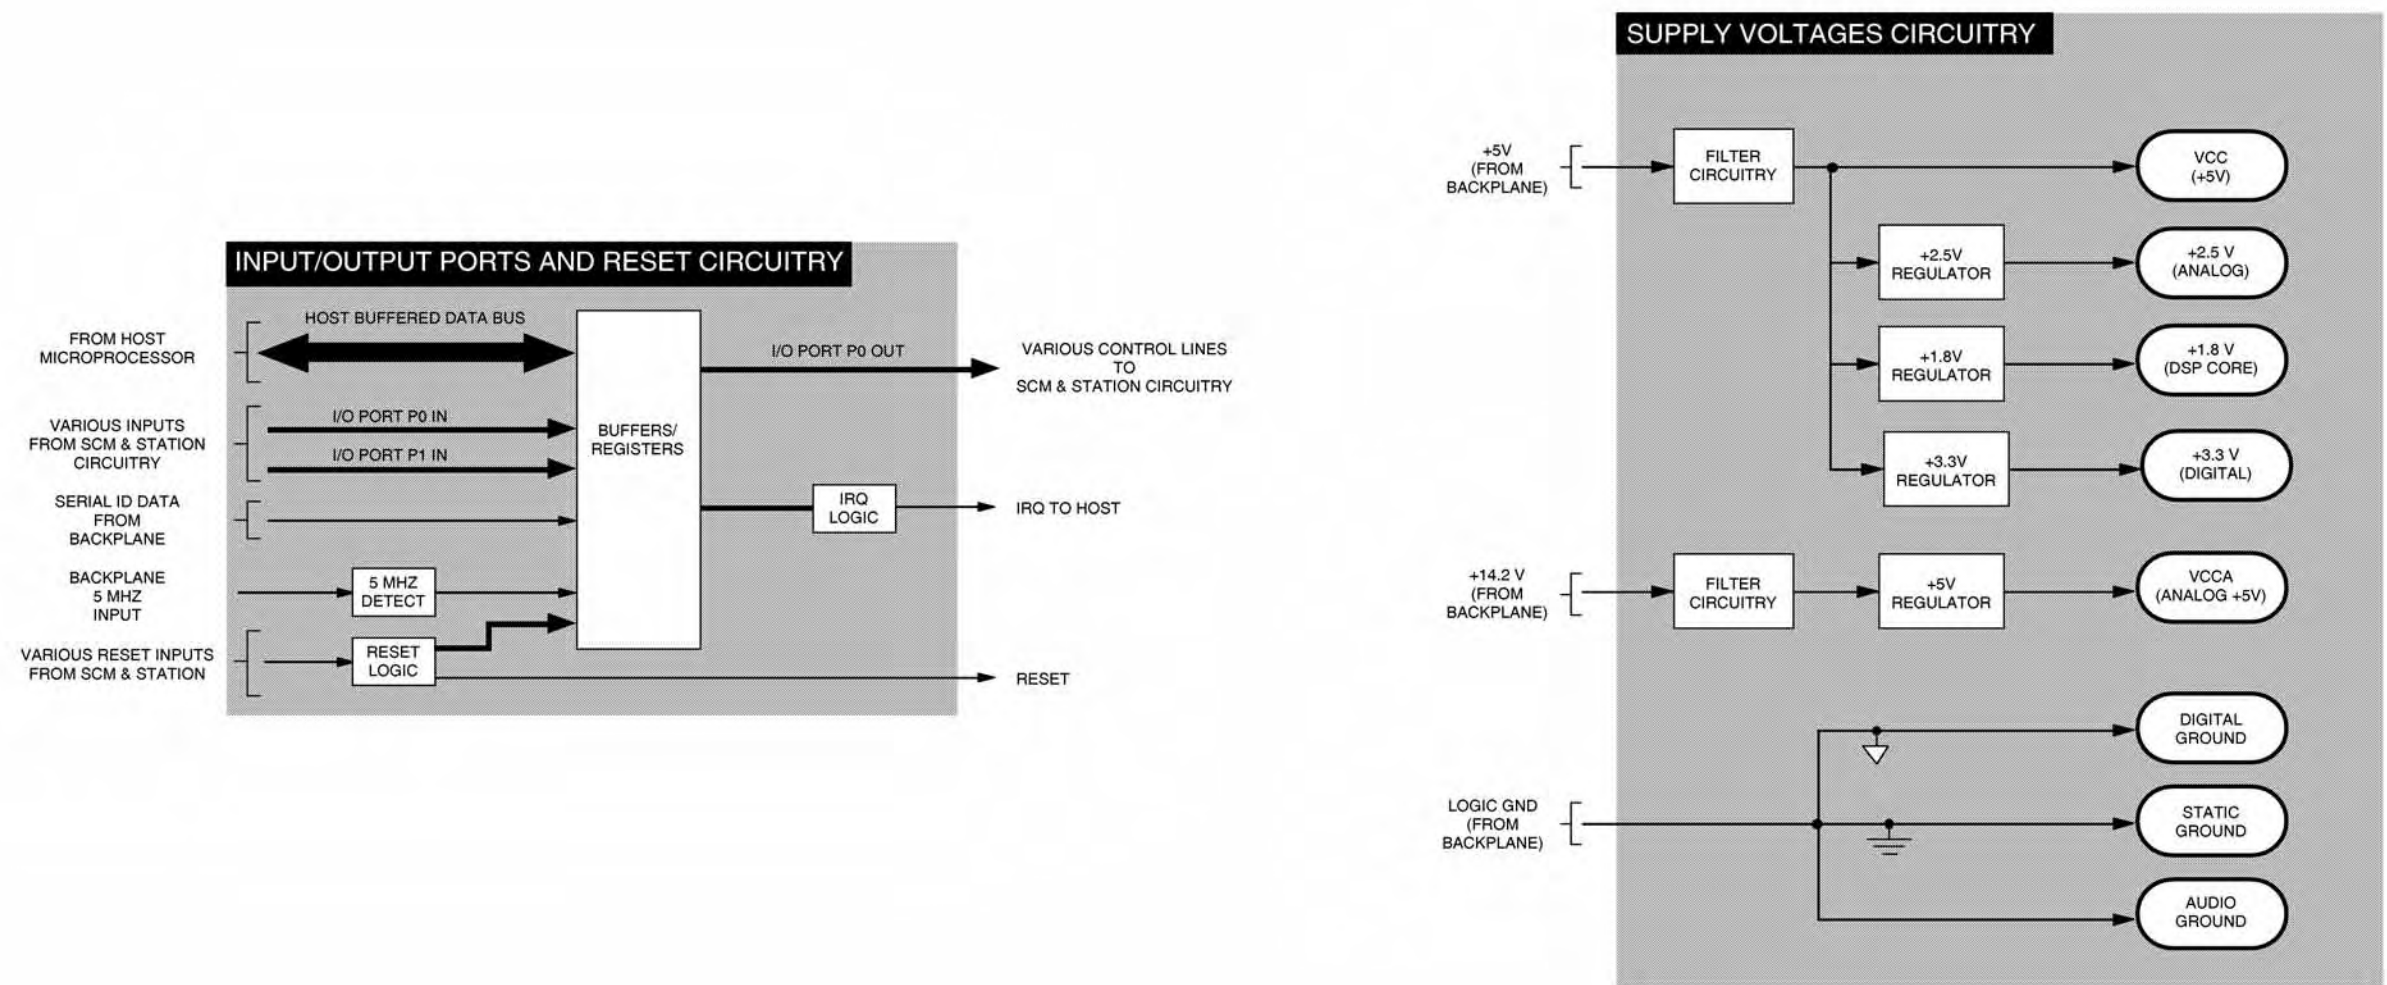 INPUT/OUTPUT PORTS AND RESET CIRCUITRY
FROM HOST
MICROPROCESSOR
HOST BUFFERED DATA BUS
VARIOUS INPUTS
FROM SCM & STATION
CIRCUITRY
I/O PORT P0 IN
I/O PORT P1 IN
SERIAL ID DATA
FROM
BACKPLANE
BACKPLANE
5 MHZ
INPUT
5 MHZ
DETECT
VARIOUS RESET INPUTS
FROM SCM & STATION
RESET
LOGIC
BUFFERS/
REGISTERS
I/O PORT P0 OUT
VARIOUS CONTROL LINES
TO
SCM & STATION CIRCUITRY
IRQ
LOGIC
IRQ TO HOST
RESET
SUPPLY VOLTAGES CIRCUITRY
+5V
(FROM
BACKPLANE)
FILTER
CIRCUITRY
VCC
(+5V)
+2.5V
REGULATOR
+2.5 V
(ANALOG)
+1.8V
REGULATOR
+1.8 V
(DSP CORE)
+3.3V
REGULATOR
+3.3 V
(DIGITAL)
+14.2 V
(FROM
BACKPLANE)
FILTER
CIRCUITRY
+5V
REGULATOR
VCCA
(ANALOG +5V)
LOGIC GND
(FROM
BACKPLANE)
DIGITAL
GROUND
STATIC
GROUND
AUDIO
GROUND